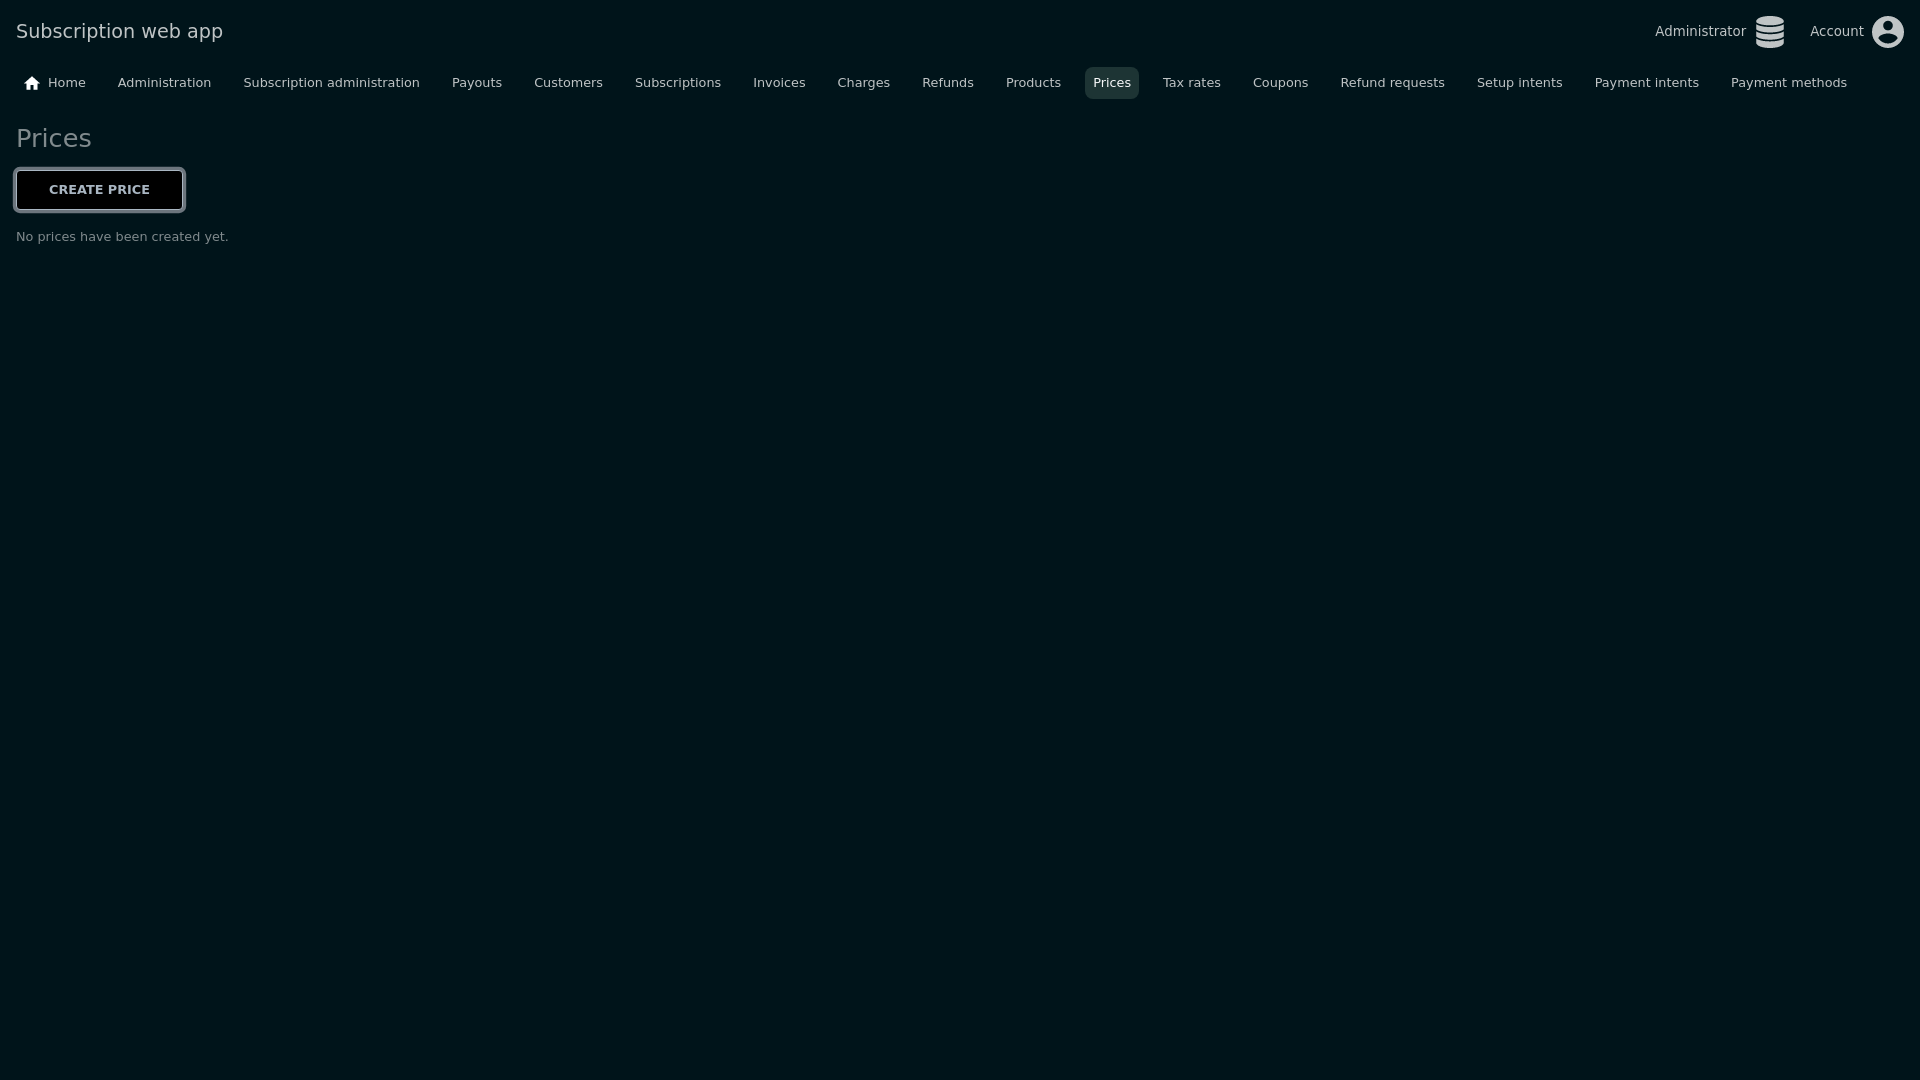 Subscription web app
Administrator
Account
Home Administration Subscription administration Payouts Customers Subscriptions Invoices Charges Refunds Products Prices Tax rates Coupons Refund requests Setup intents Payment intents Payment methods
Prices
CREATE PRICE
No prices have been created yet.